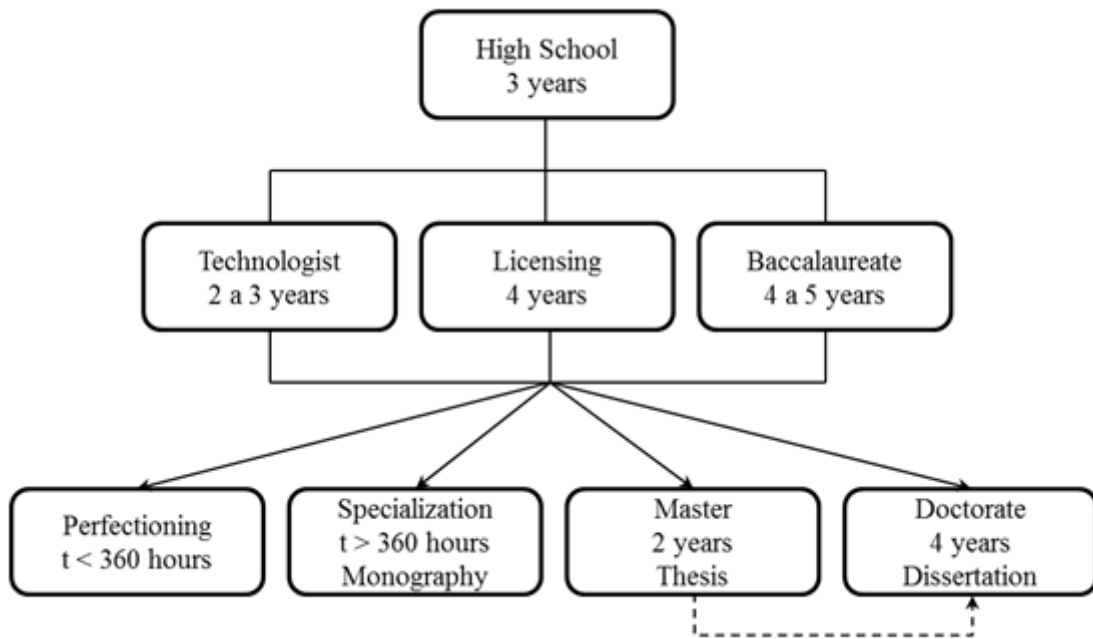 High School
3 years
Technologist
2 a 3 years
Licensing
4 years
Baccalaureate
4 a 5 years
Perfectioning
t < 360 hours
Specialization
t > 360 hours
Monography
Master
2 years
Thesis
Doctorate
4 years
Dissertation